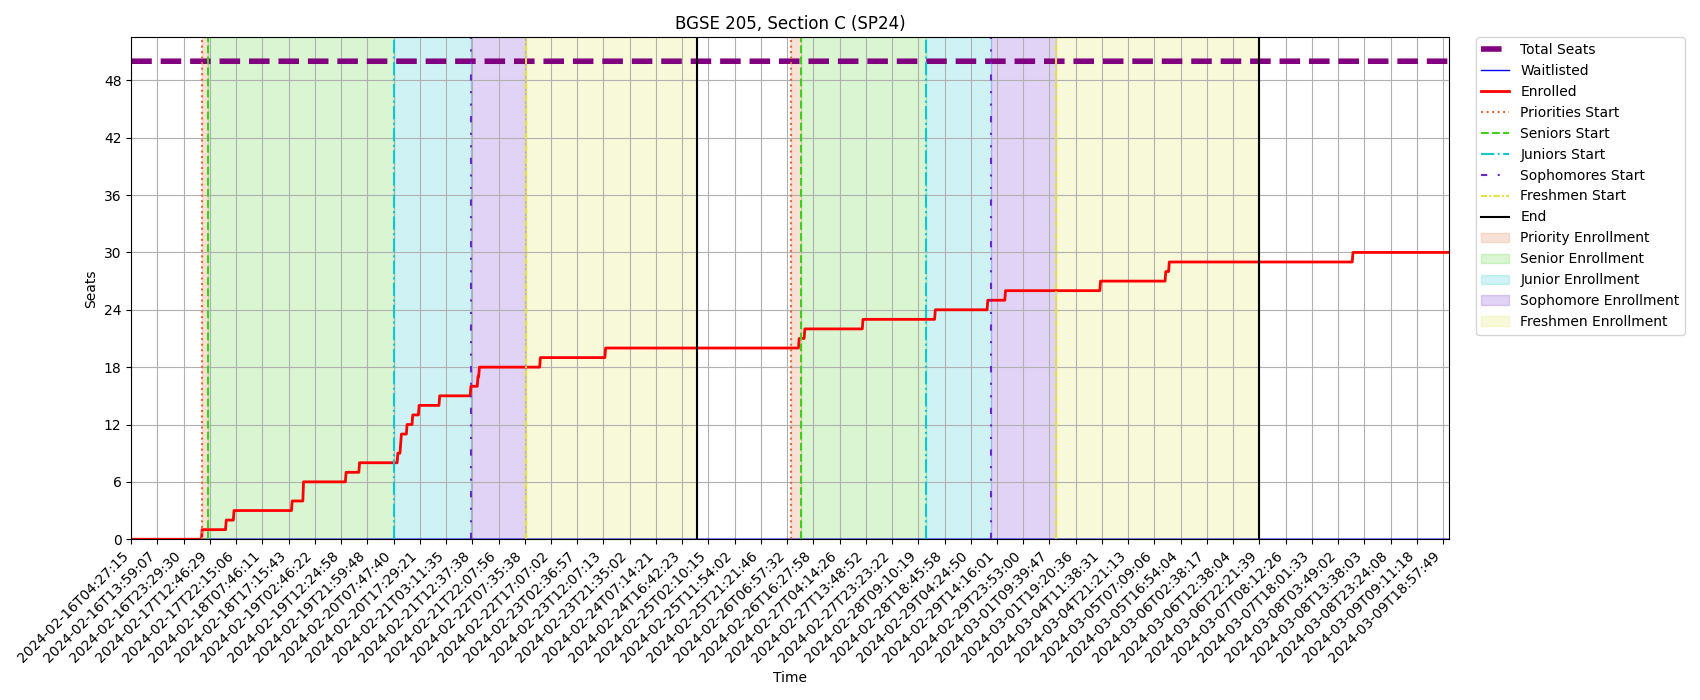 BGSE 205, Section C (SP24)
Seats
48
42
36
30
24
18
12
6
0
2024-02-16T04:27:15
2024-02-16T13:59:07
2024-02-16T23:29:30
2024-02-17T12:46:29
2024-02-17T22:15:06
2024-02-18T07:46:11
2024-02-18T17:15:43
2024-02-19T02:46:22
2024-02-19T12:24:58
2024-02-19T21:59:48
2024-02-20T07:47:40
2024-02-20T17:29:21
2024-02-21T03:11:35
2024-02-21T12:37:38
2024-02-21T22:07:56
2024-02-22T07:35:38
2024-02-22T17:07:02
2024-02-23T02:36:57
2024-02-23T12:07:13
2024-02-23T21:35:02
2024-02-24T07:14:21
2024-02-24T16:42:23
2024-02-25T02:10:15
2024-02-25T11:54:02
2024-02-25T21:21:46
2024-02-26T06:57:32
2024-02-26T16:27:58
2024-02-27T04:14:26
2024-02-27T13:48:52
2024-02-27T23:23:22
2024-02-28T09:10:19
2024-02-28T18:45:58
2024-02-29T04:24:50
2024-02-29T14:16:01
2024-02-29T23:53:00
2024-03-01T09:39:47
2024-03-01T19:20:36
2024-03-04T11:38:31
2024-03-04T21:21:13
2024-03-05T07:09:06
2024-03-05T16:54:04
2024-03-06T02:38:17
2024-03-06T12:38:04
2024-03-06T22:21:39
2024-03-07T08:12:26
2024-03-07T18:01:33
2024-03-08T03:49:02
2024-03-08T13:38:03
2024-03-08T23:24:08
2024-03-09T09:11:18
2024-03-09T18:57:49
Time
Total Seats
Waitlisted
Enrolled
Priorities Start
Seniors Start
Juniors Start
Sophomores Start
Freshmen Start
End
Priority Enrollment
Senior Enrollment
Junior Enrollment
Sophomore Enrollment
Freshmen Enrollment